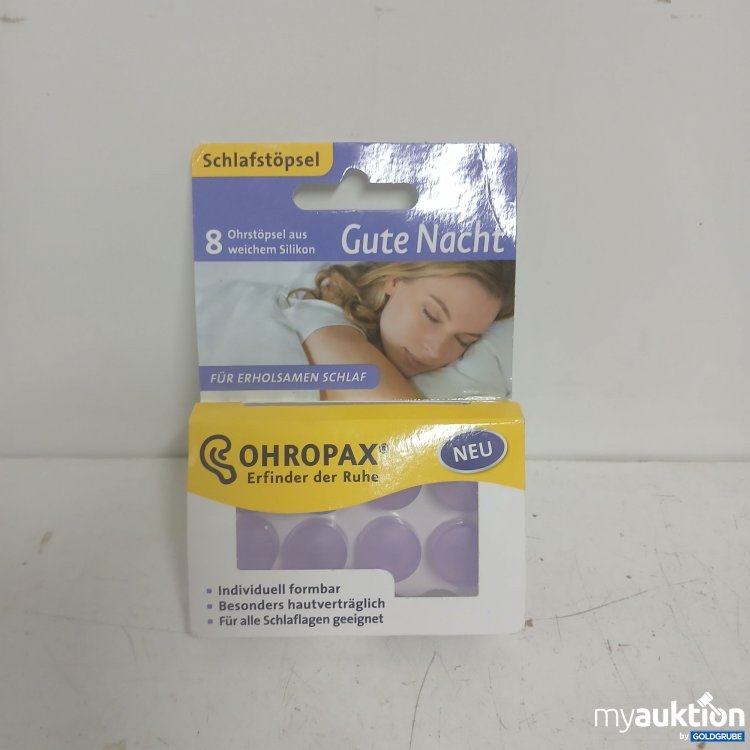 Schlafstöpsel
8 Ohrstöpsel aus
weichem Silikon
Gute Nacht
FÜR ERHOLSAMEN SCHLAF
OHROPAX®
Erfinder der Ruhe
NEU
▪ Individuell formbar
▪ Besonders hautverträglich
▪ Für alle Schlaflagen geeignet
myauktion
by GOLDGRUBE